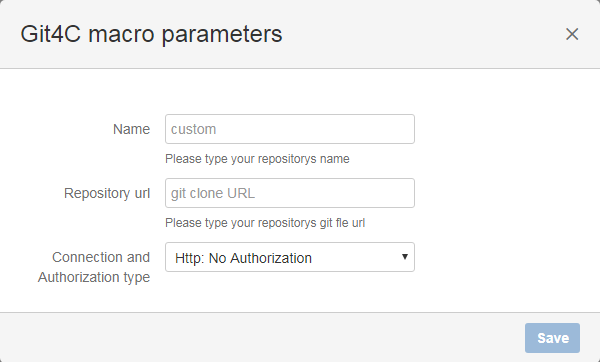 Git4C macro parameters
Name
custom
Please type your repositorys name
Repository url
git clone URL
Please type your repositorys git fle url
Connection and
Authorization type
Http: No Authorization
Save